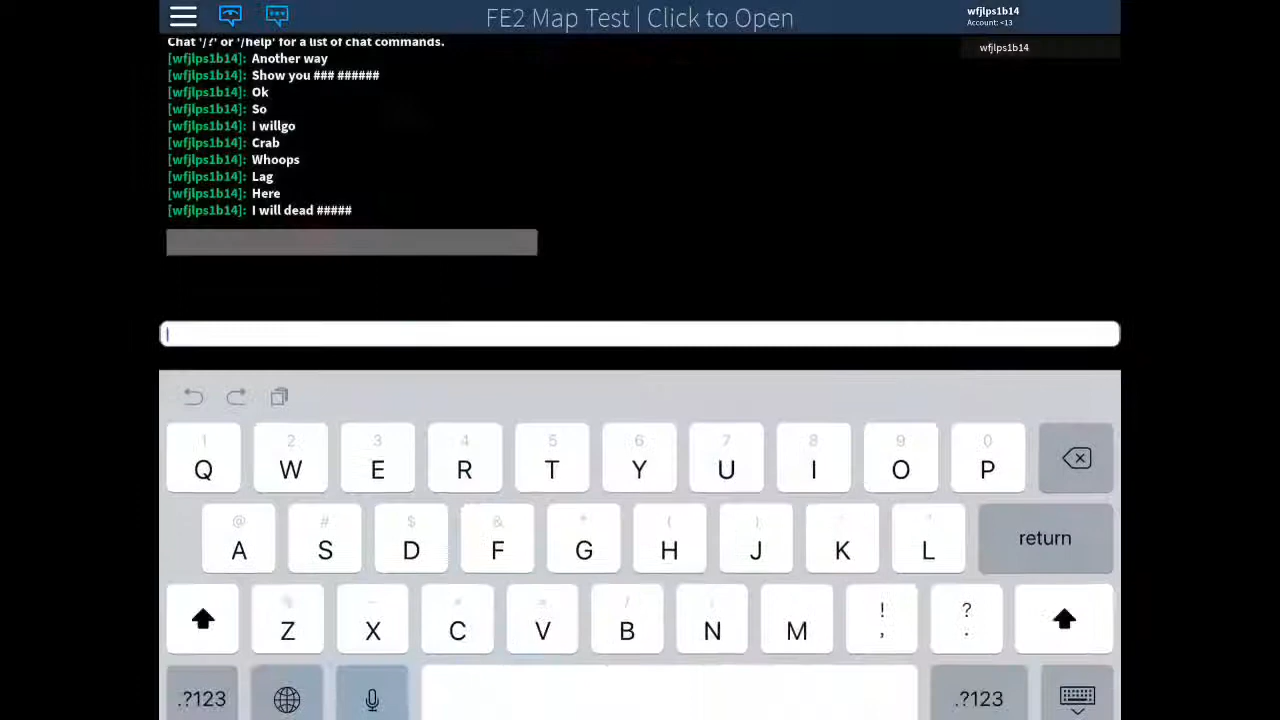 FE2 Map Test | Click to Open
wfjlps1b14
Account: <13
wfjlps1b14
Chat '/?' or '/help' for a list of chat commands.
[wfjlps1b14]: Another way
[wfjlps1b14]: Show you ### ######
[wfjlps1b14]: Ok
[wfjlps1b14]: So
[wfjlps1b14]: I willgo
[wfjlps1b14]: Crab
[wfjlps1b14]: Whoops
[wfjlps1b14]: Lag
[wfjlps1b14]: Here
[wfjlps1b14]: I will dead #####
1 2 3 4 5 6 7 8 9 0
Q W E R T Y U I O P
@ # $ & * ( ) ' "
A S D F G H J K L return
! ?
Z X C V B N M , .
.?123 .?123